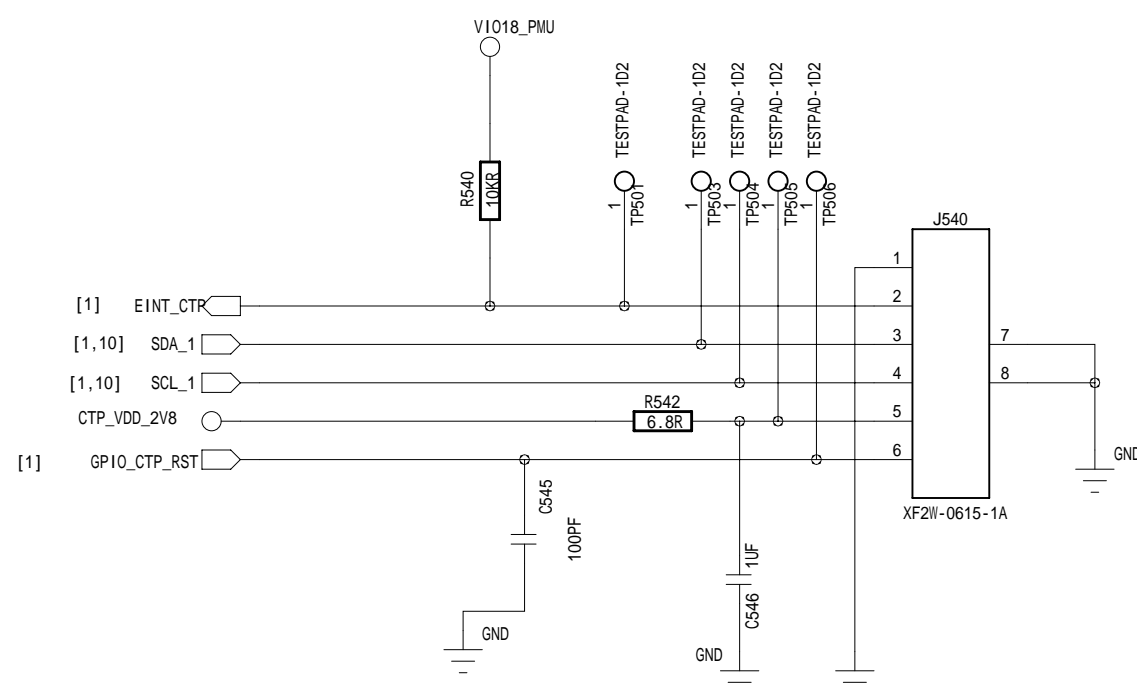 VIO18_PMU
TESTPAD-1D2
TESTPAD-1D2
TESTPAD-1D2
TESTPAD-1D2
TESTPAD-1D2
R540
10KR
1
TP501
1
TP503
1
TP504
1
TP505
1
TP506
J540
1
[1] EINT_CTP
2
[1,10] SDA_1
3
7
[1,10] SCL_1
4
8
CTP_VDD_2V8
R542
6.8R
5
[1] GPIO_CTP_RST
6
GND
XF2W-0615-1A
C545
100PF
1UF
C546
GND
GND